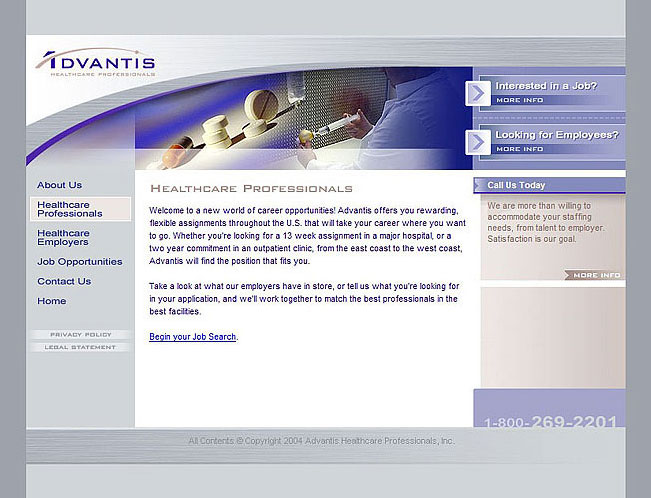 ADVANTIS
HEALTHCARE PROFESSIONALS
Interested in a Job?
MORE INFO
Looking for Employees?
MORE INFO
About Us
Healthcare
Professionals
Healthcare
Employers
Job Opportunities
Contact Us
Home
PRIVACY POLICY
LEGAL STATEMENT
HEALTHCARE PROFESSIONALS
Welcome to a new world of career opportunities! Advantis offers you rewarding,
flexible assignments throughout the U.S. that will take your career where you want
to go. Whether you're looking for a 13 week assignment in a major hospital, or a
two year commitment in an outpatient clinic, from the east coast to the west coast,
Advantis will find the position that fits you.
Take a look at what our employers have in store, or tell us what you're looking for
in your application, and we'll work together to match the best professionals in the
best facilities.
Begin your Job Search.
Call Us Today
We are more than willing to
accommodate your staffing
needs, from talent to employer.
Satisfaction is our goal.
MORE INFO
1-800-269-2201
All Contents © Copyright 2004 Advantis Healthcare Professionals, Inc.